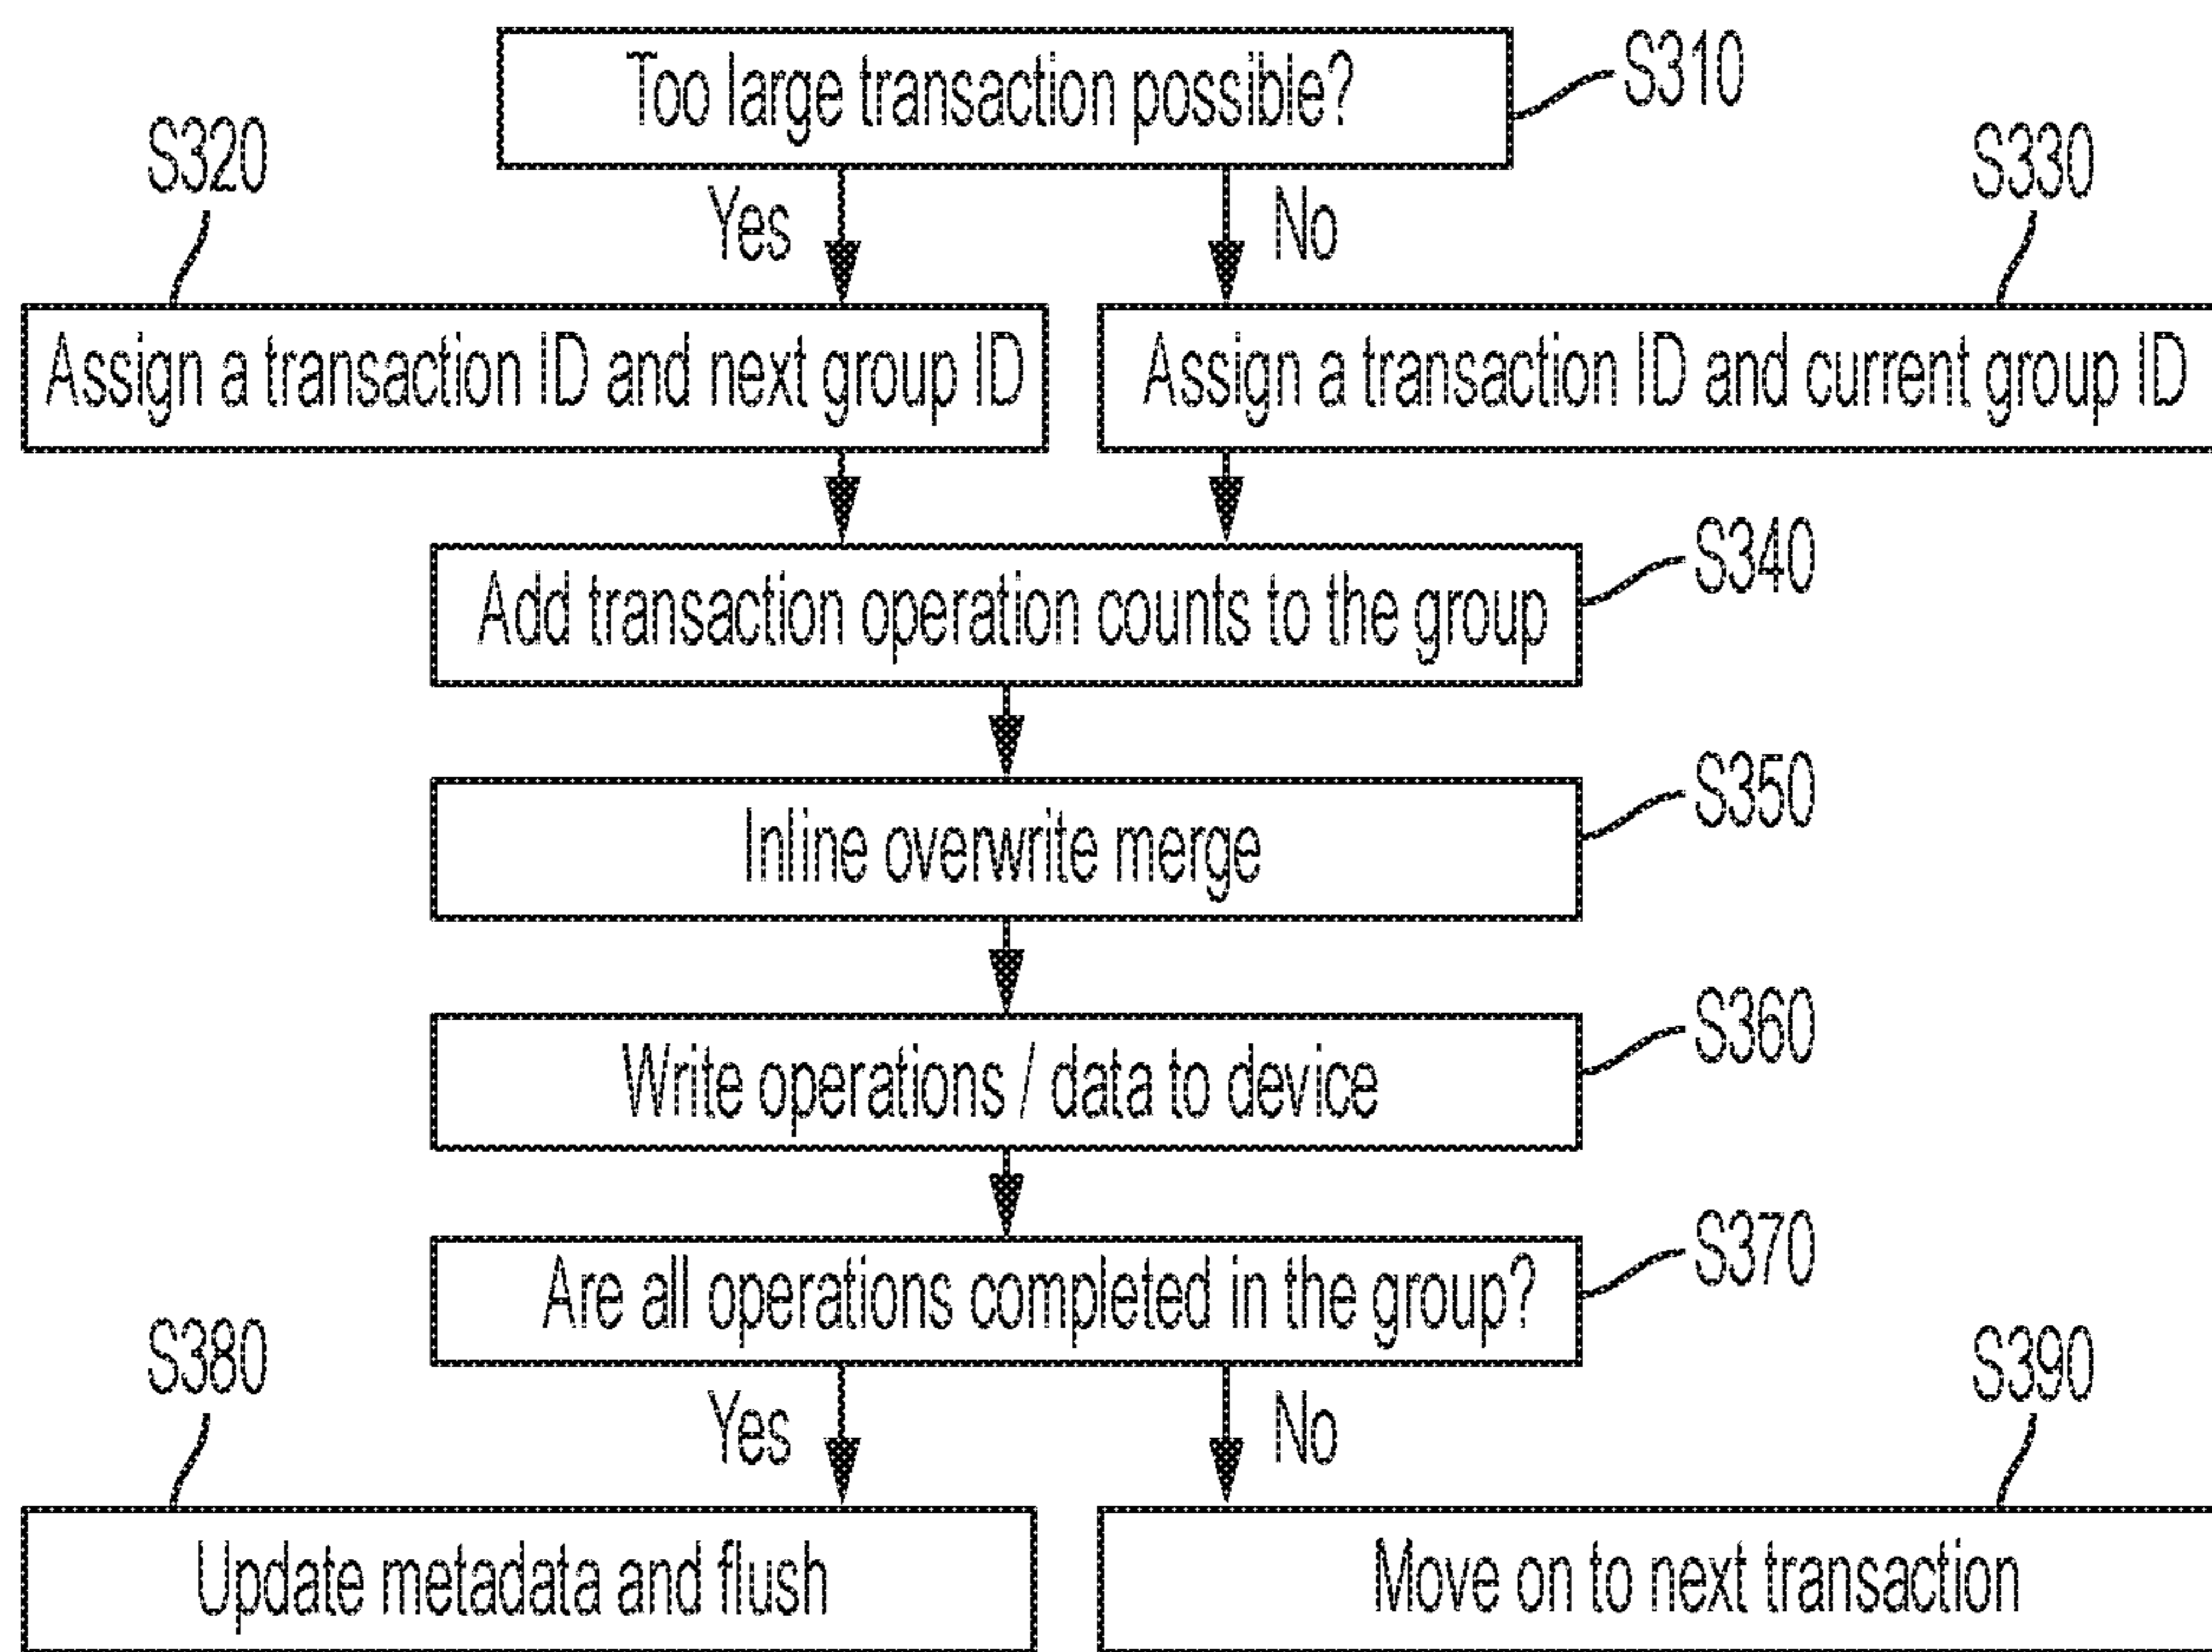 Too large transaction possible?
S310
S320
S330
Yes
No
Assign a transaction ID and next group ID
Assign a transaction ID and current group ID
S340
Add transaction operation counts to the group
S350
Inline overwrite merge
S360
Write operations / data to device
S370
Are all operations completed in the group?
S380
S390
Yes
No
Update metadata and flush
Move on to next transaction